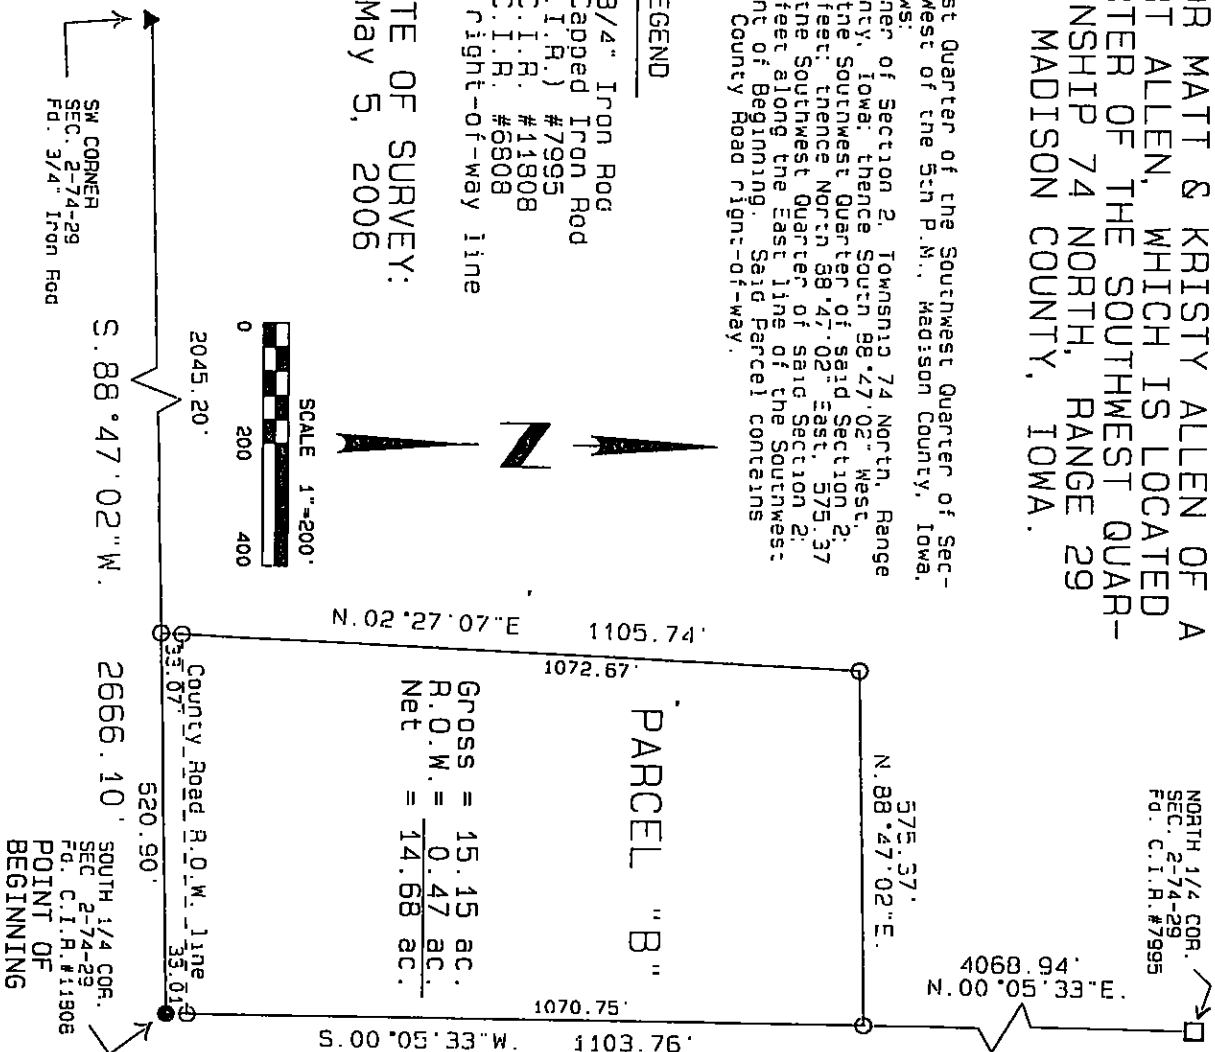 OR MATT & KRISTY ALLEN OF A
RT ALLEN, WHICH IS LOCATED
RTER OF THE SOUTHWEST QUAR-
NSHIP 74 NORTH, RANGE 29
MADISON COUNTY, IOWA.
st Quarter of the Southwest Quarter of Sec-
west of the 5th P.M., Madison County, Iowa,
ws:
ner of Section 2, Township 74 North, Range
nty, Iowa: thence South 88°47'02" West,
the Southwest Quarter of said Section 2;
feet; thence North 88°47'02" East, 575.37
the Southwest Quarter of said Section 2;
feet along the East line of the Southwest
nt of Beginning. Said Parcel contains
County Road right-of-way.
EGEND
3/4" Iron Rod
Capped Iron Rod
.I.R.) #7995
C.I.R. #11808
C.I.R. #6808
right-of-way line
TE OF SURVEY:
May 5, 2006
SW CORNER
SEC. 2-74-29
Fd. 3/4" Iron Rod
SCALE 1"=200'
0 200 400
2045.20'
S.88°47'02"W.
2666.10'
520.90'
N.02°27'07"E 1105.74'
1072.67'
PARCEL "B"
Gross = 15.15 ac.
R.O.W. = 0.47 ac.
Net = 14.68 ac.
County Road R.O.W. line
33.07'
33.01'
575.37'
N.88°47'02"E.
NORTH 1/4 COR.
SEC. 2-74-29
Fd. C.I.R.#7995
4068.94'
N.00°05'33"E.
1070.75'
S.00°05'33"W. 1103.76'
SOUTH 1/4 COR.
SEC 2-74-29
Fd. C.I.R.#11808
POINT OF
BEGINNING